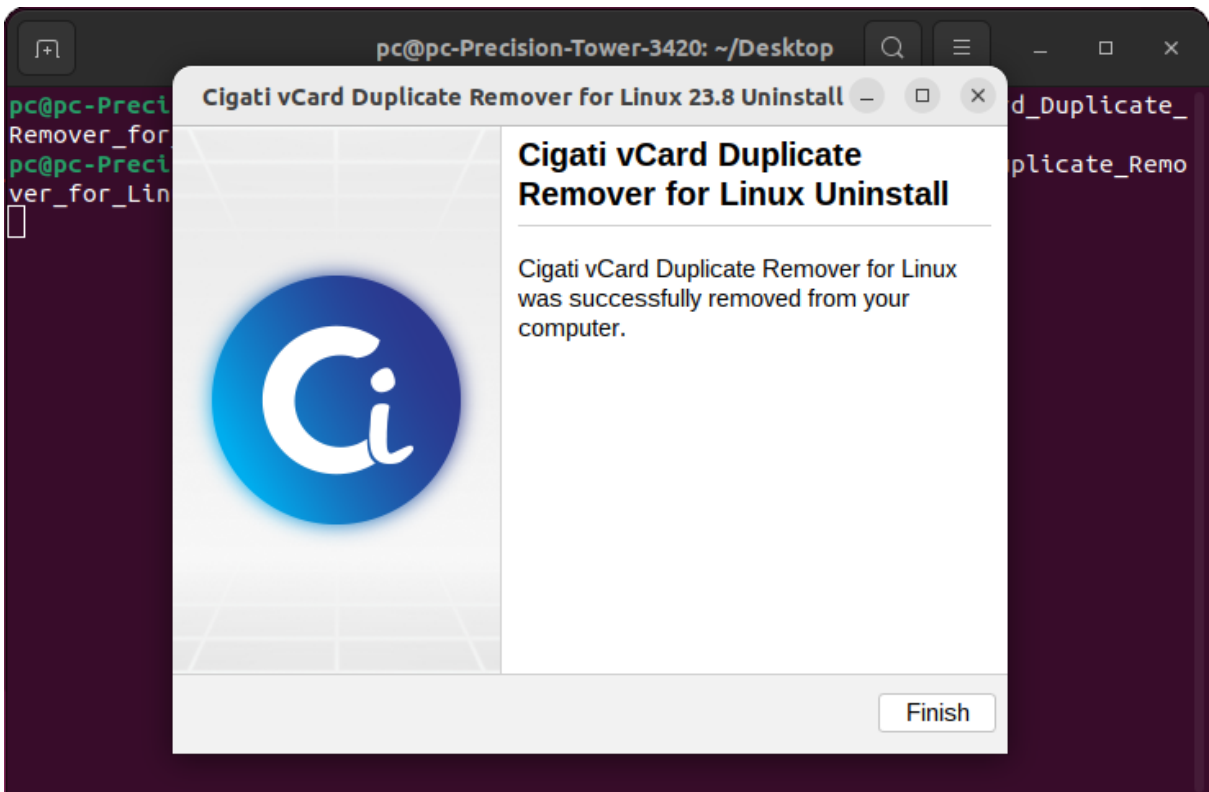 pc@pc-Precision-Tower-3420: ~/Desktop
Cigati vCard Duplicate Remover for Linux 23.8 Uninstall
pc@pc-Preci d_Duplicate_
Remover_for_
pc@pc-Preci plicate_Remo
ver_for_Lin
Cigati vCard Duplicate
Remover for Linux Uninstall
Cigati vCard Duplicate Remover for Linux
was successfully removed from your
computer.
Ci
Finish